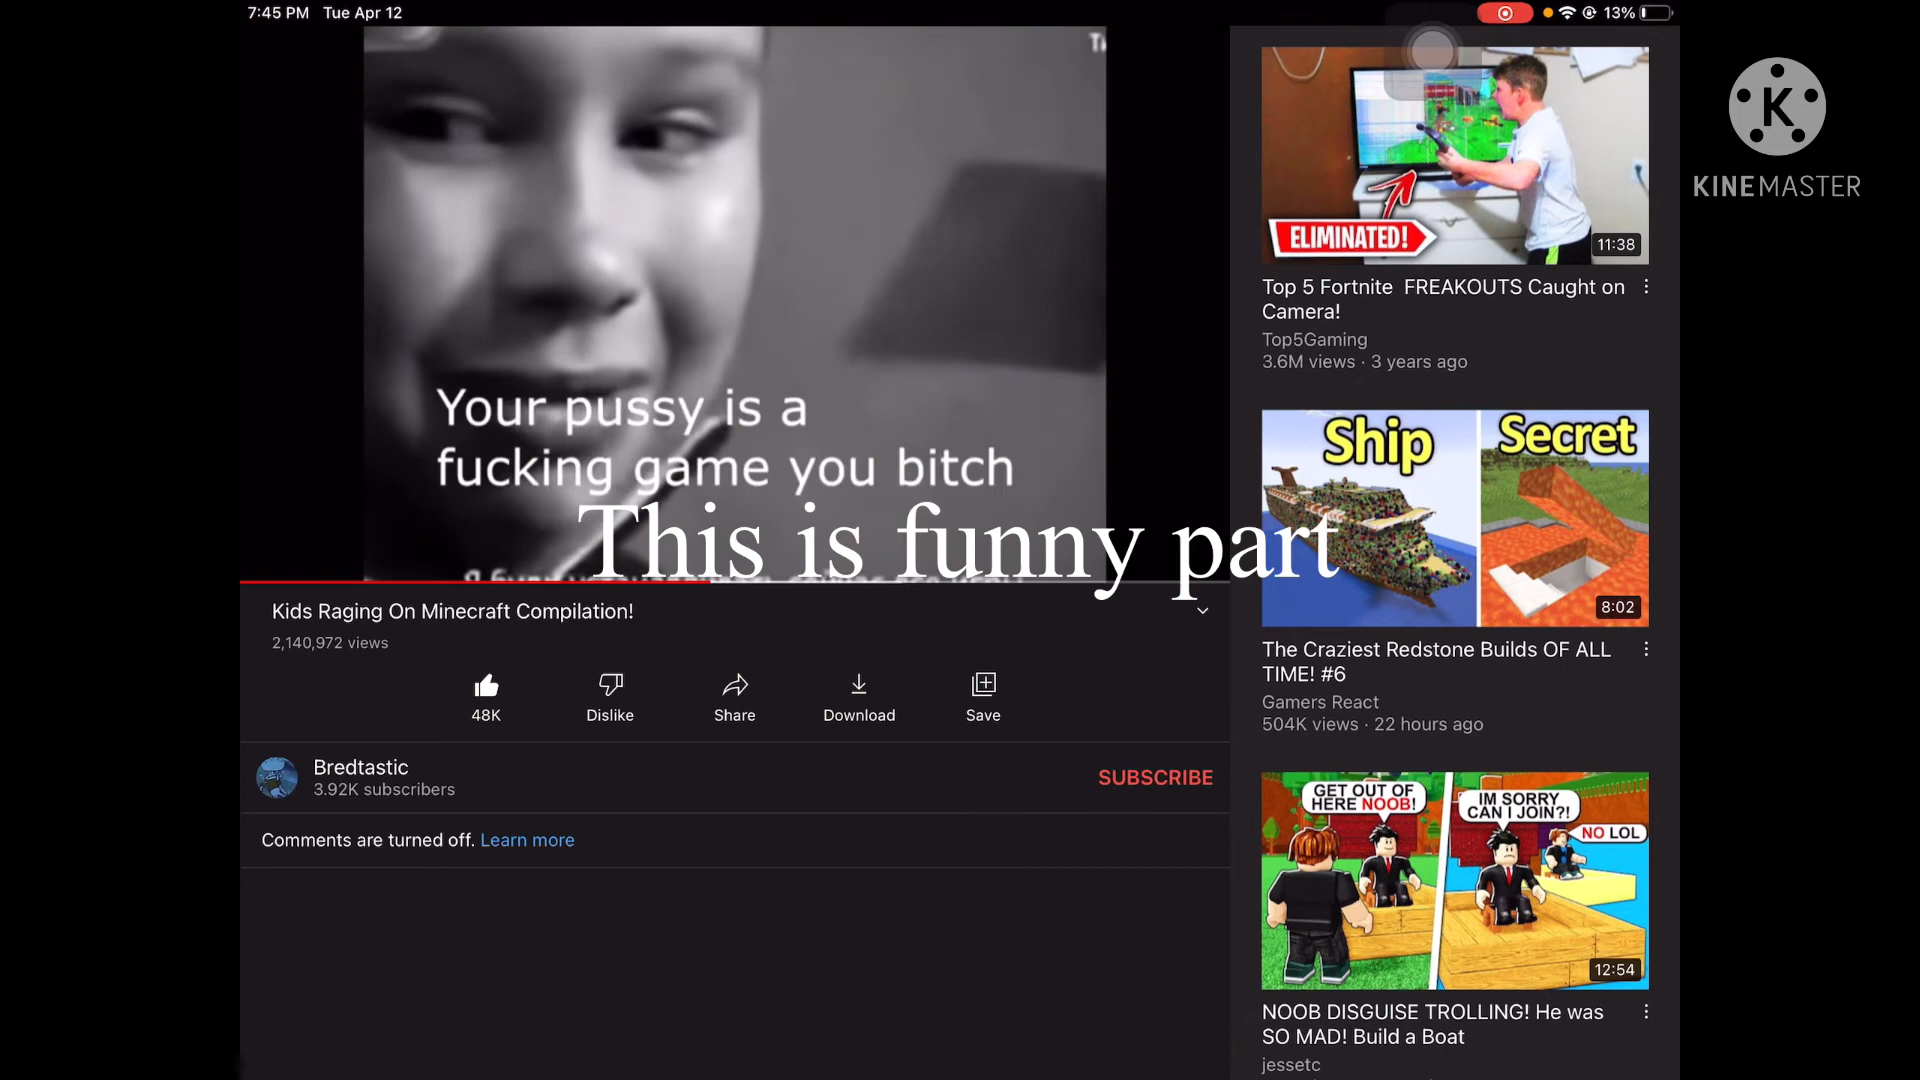 7:45 PM Tue Apr 12
13%
Your pussy is a
fucking game you bitch
This is funny part
Kids Raging On Minecraft Compilation!
2,140,972 views
48K
Dislike
Share
Download
Save
Bredtastic
3.92K subscribers
SUBSCRIBE
Comments are turned off. Learn more
ELIMINATED!
11:38
Top 5 Fortnite FREAKOUTS Caught on
Camera!
Top5Gaming
3.6M views · 3 years ago
Ship
Secret
8:02
The Craziest Redstone Builds OF ALL
TIME! #6
Gamers React
504K views · 22 hours ago
GET OUT OF
HERE NOOB!
IM SORRY
CAN I JOIN?!
NO LOL
12:54
NOOB DISGUISE TROLLING! He was
SO MAD! Build a Boat
jessetc
K
KINEMASTER